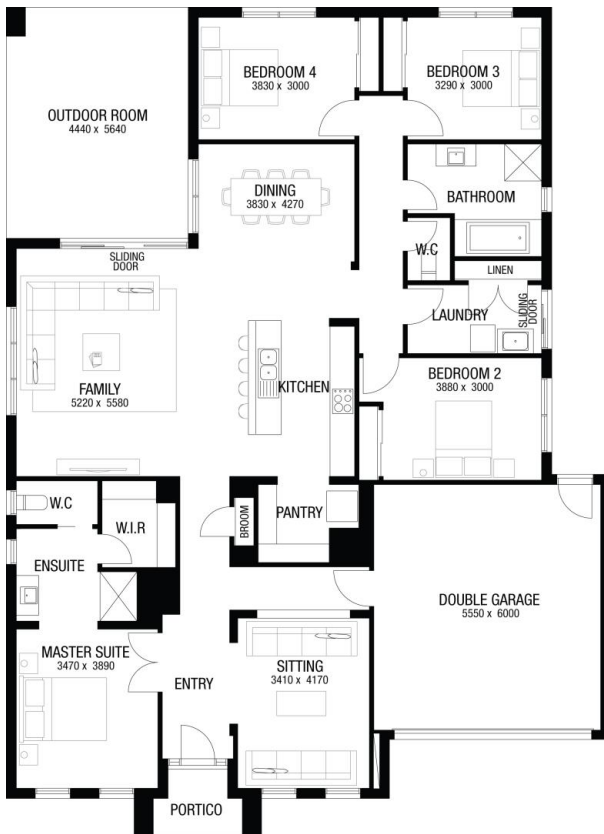 BEDROOM 4
3830 x 3000
BEDROOM 3
3290 x 3000
OUTDOOR ROOM
4440 x 5640
DINING
3830 x 4270
BATHROOM
W.C
SLIDING
DOOR
LINEN
LAUNDRY
SLIDING
DOOR
FAMILY
5220 x 5580
KITCHEN
BEDROOM 2
3880 x 3000
W.C
W.I.R
BROOM
PANTRY
ENSUITE
DOUBLE GARAGE
5550 x 6000
MASTER SUITE
3470 x 3890
SITTING
3410 x 4170
ENTRY
PORTICO